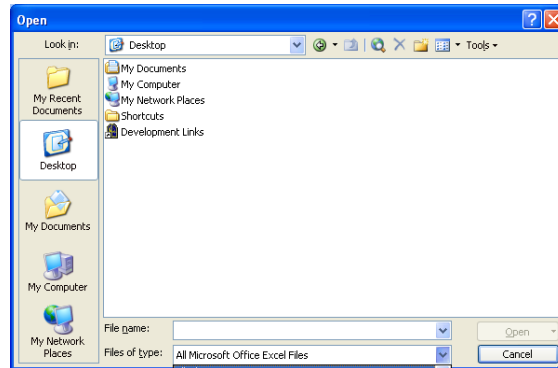 Open
Look in:
Desktop
Tools
My Documents
My Computer
My Network Places
Shortcuts
Development Links
My Recent
Documents
Desktop
My Documents
My Computer
My Network
Places
File name:
Open
Files of type:
All Microsoft Office Excel Files
Cancel